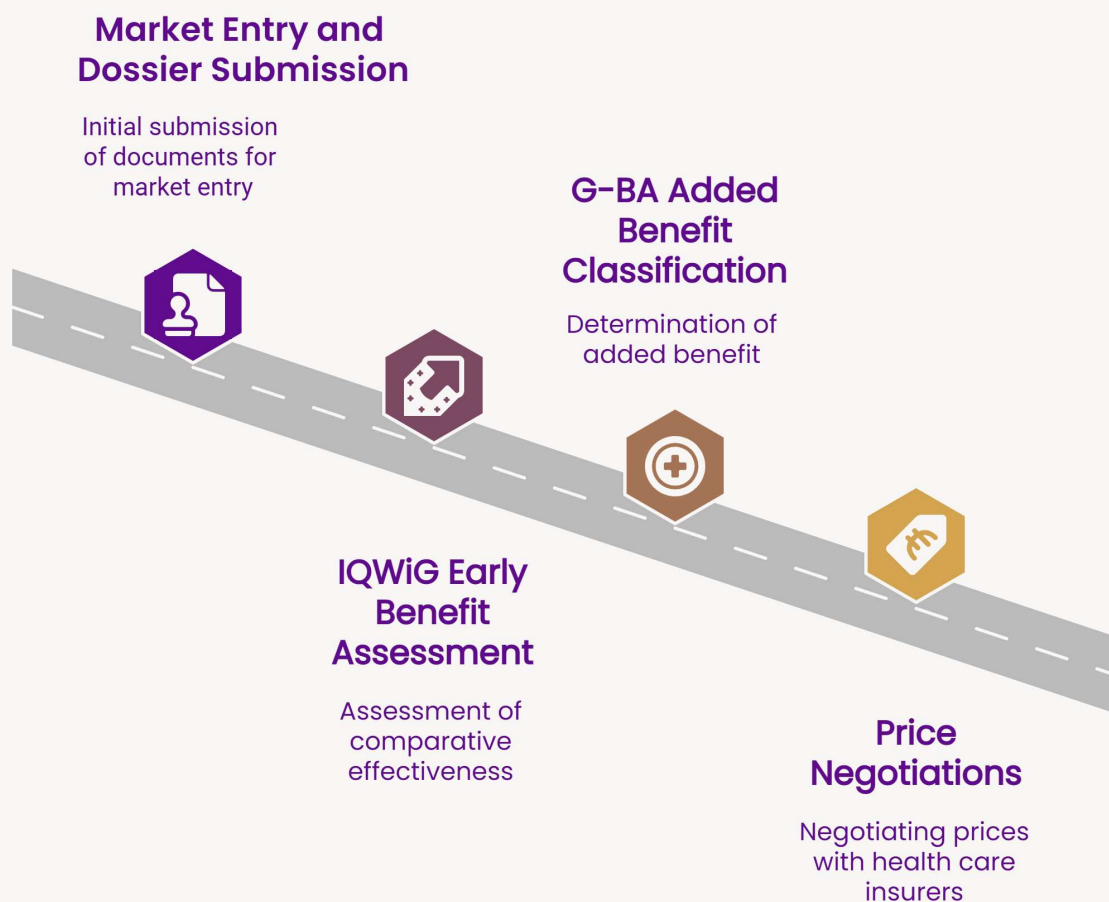 Market Entry and
Dossier Submission
Initial submission
of documents for
market entry
G-BA Added
Benefit
Classification
Determination of
added benefit
IQWiG Early
Benefit
Assessment
Assessment of
comparative
effectiveness
Price
Negotiations
Negotiating prices
with health care
insurers